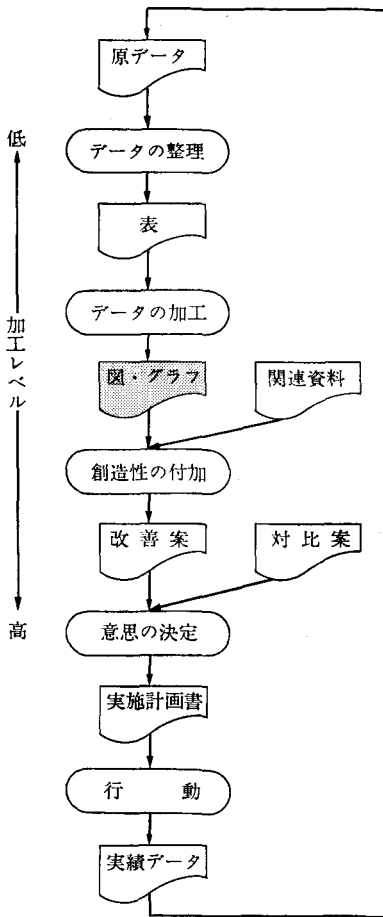 原データ
低
データの整理
表
データの加工
加工レベル
図・グラフ
関連資料
創造性の付加
改善案
対比案
高
意思の決定
実施計画書
行動
実績データ